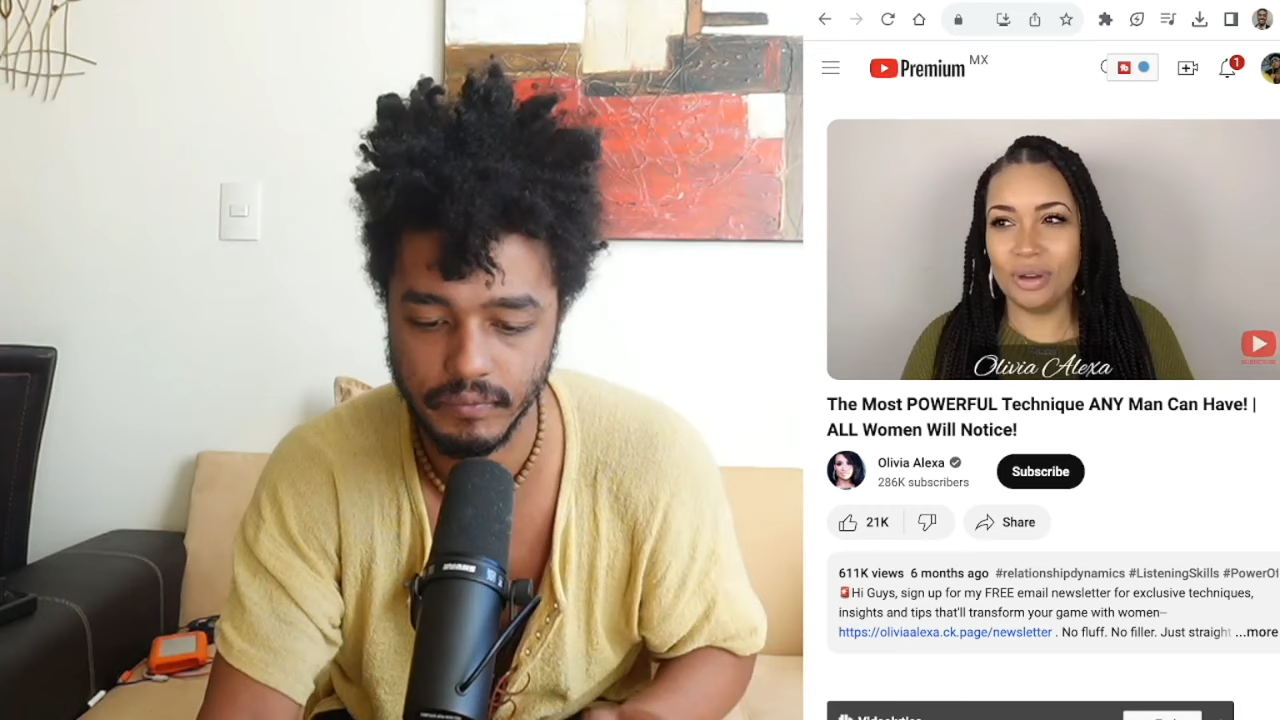 Premium MX
1
Olivia Alexa
The Most POWERFUL Technique ANY Man Can Have! |
ALL Women Will Notice!
Olivia Alexa
286K subscribers
Subscribe
21K
Share
611K views 6 months ago #relationshipdynamics #ListeningSkills #PowerOf
🚨Hi Guys, sign up for my FREE email newsletter for exclusive techniques,
insights and tips that'll transform your game with women–
https://oliviaalexa.ck.page/newsletter . No fluff. No filler. Just straight ...more